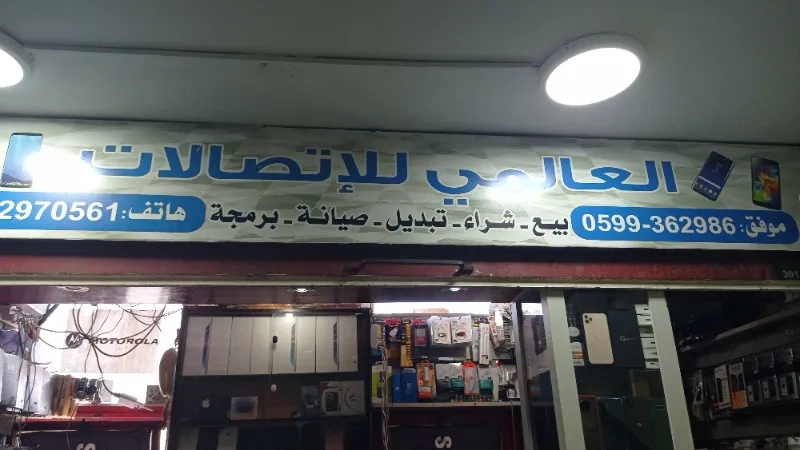 العالمي للإتصالات
موفق: 0599-362986
بيع - شراء - تبديل - صيانة - برمجة
هاتف: 2970561
MOTOROLA